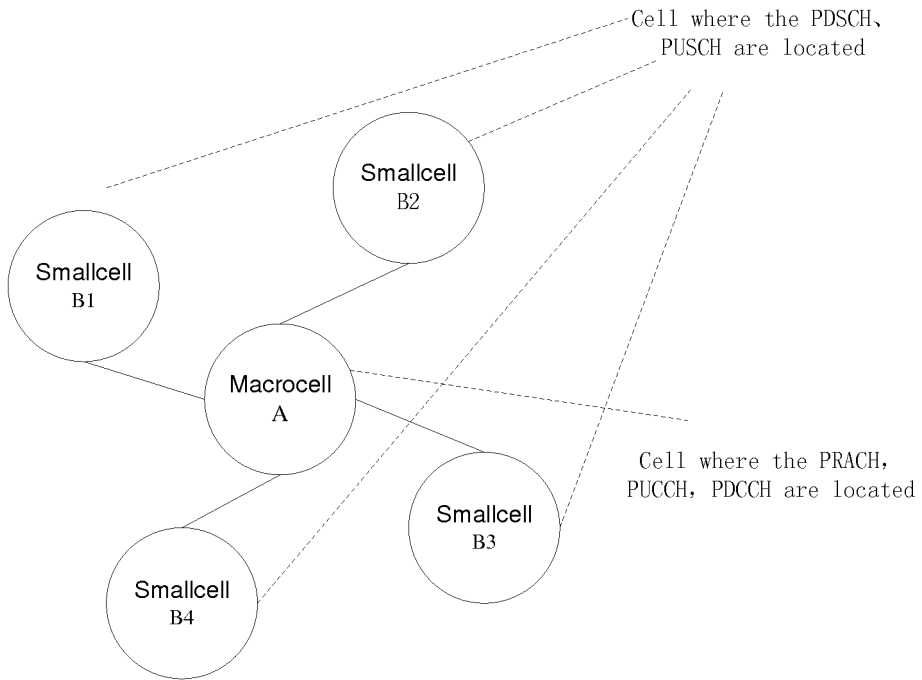 Cell where the PDSCH、
PUSCH are located
Smallcell
B2
Smallcell
B1
Macrocell
A
Cell where the PRACH,
PUCCH, PDCCH are located
Smallcell
B3
Smallcell
B4